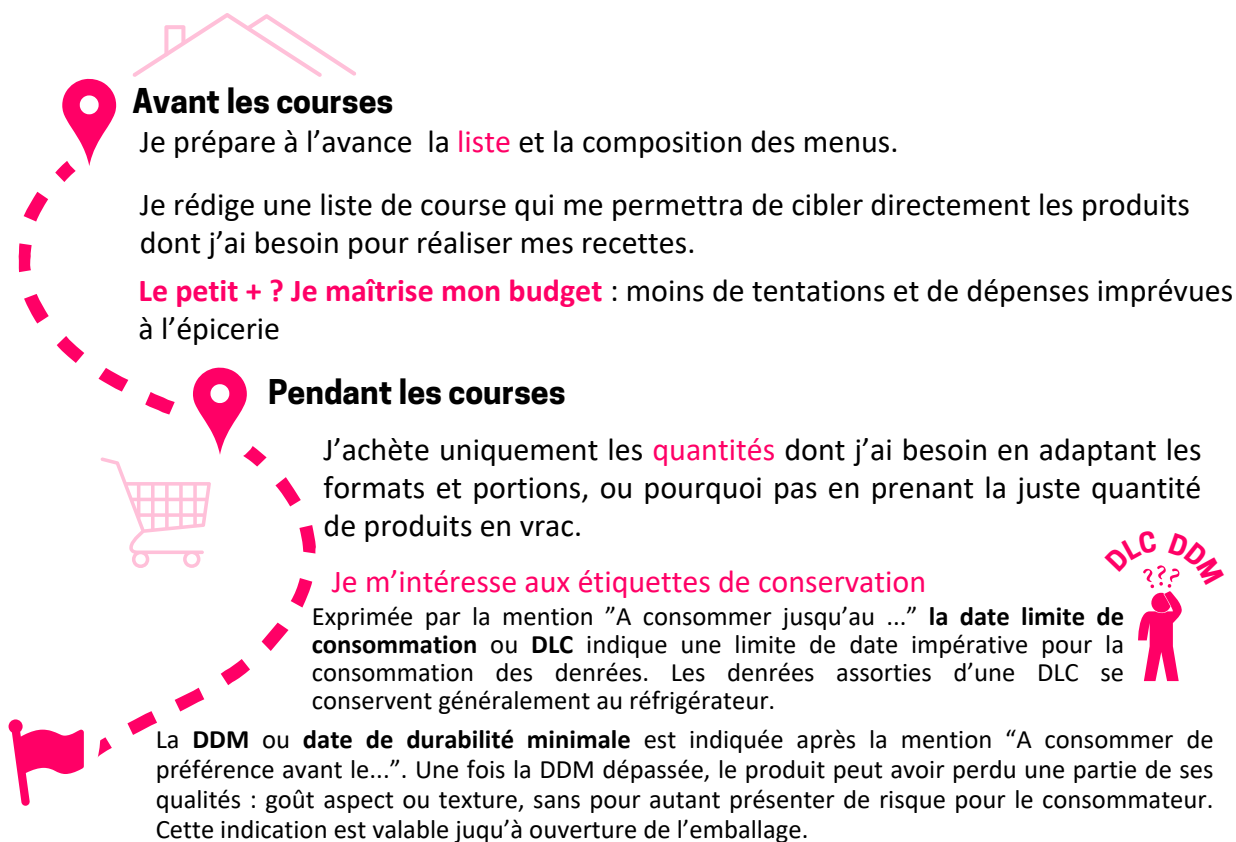 Avant les courses
Je prépare à l’avance  la liste et la composition des menus.
Je rédige une liste de course qui me permettra de cibler directement les produits
dont j’ai besoin pour réaliser mes recettes.
Le petit + ? Je maîtrise mon budget : moins de tentations et de dépenses imprévues
à l’épicerie
Pendant les courses
J’achète uniquement les quantités dont j’ai besoin en adaptant les
formats et portions, ou pourquoi pas en prenant la juste quantité
de produits en vrac.
DLC DDM
???
Je m’intéresse aux étiquettes de conservation
Exprimée par la mention ”A consommer jusqu’au ...” la date limite de
consommation ou DLC indique une limite de date impérative pour la
consommation des denrées. Les denrées assorties d’une DLC se
conservent généralement au réfrigérateur.
La DDM ou date de durabilité minimale est indiquée après la mention “A consommer de
préférence avant le...”. Une fois la DDM dépassée, le produit peut avoir perdu une partie de ses
qualités : goût aspect ou texture, sans pour autant présenter de risque pour le consommateur.
Cette indication est valable juqu’à ouverture de l’emballage.